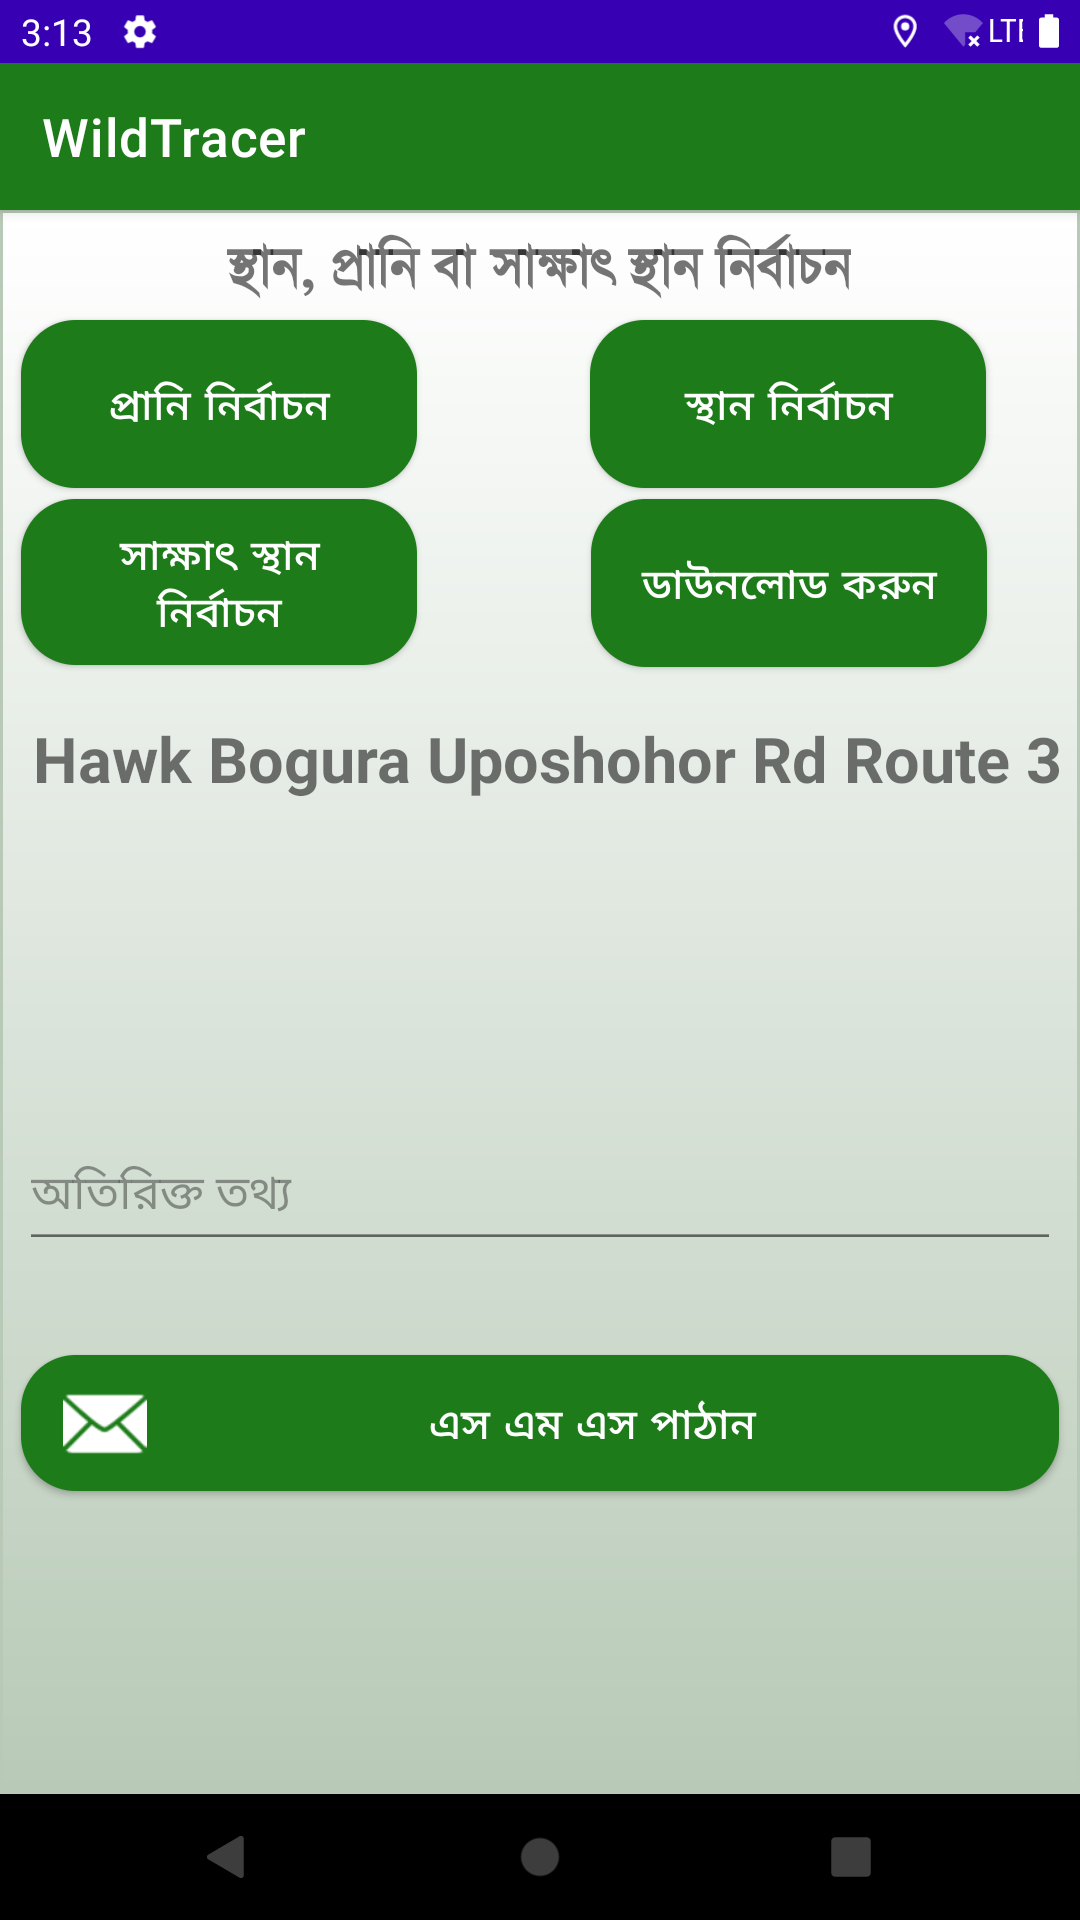 3:13
LTE
WildTracer
স্থান, প্রানি বা সাক্ষাৎ স্থান নির্বাচন
প্রানি নির্বাচন
স্থান নির্বাচন
সাক্ষাৎ স্থান
নির্বাচন
ডাউনলোড করুন
Hawk Bogura Uposhohor Rd Route 3
অতিরিক্ত তথ্য
এস এম এস পাঠান